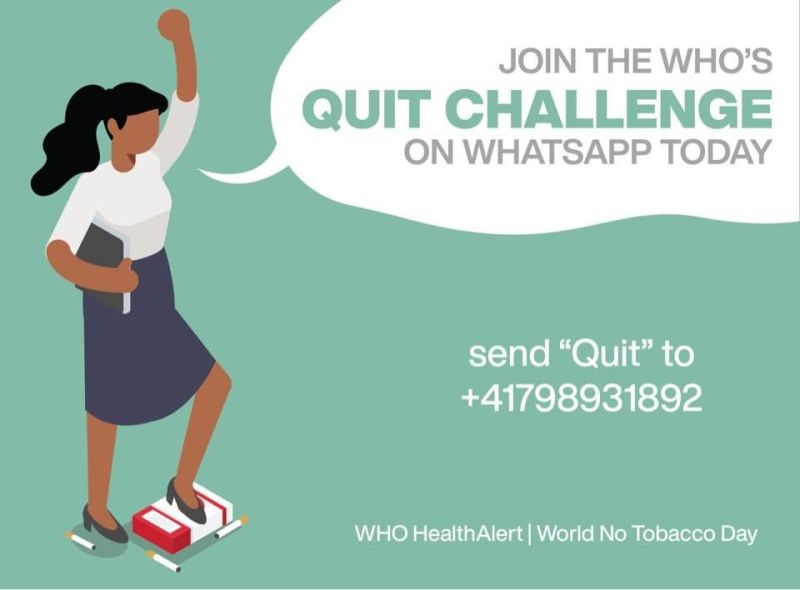 JOIN THE WHO’S
QUIT CHALLENGE
ON WHATSAPP TODAY
send “Quit” to
+41798931892
WHO HealthAlert | World No Tobacco Day